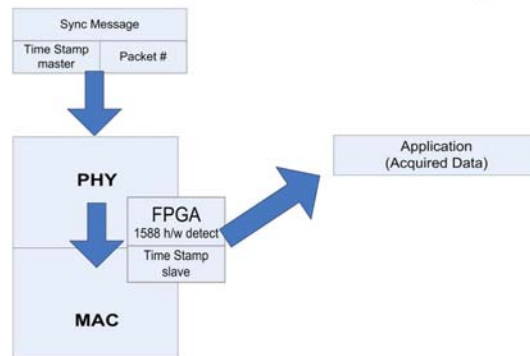 Sync Message
Time Stamp
master
Packet #
PHY
FPGA
1588 h/w detect
Time Stamp
slave
MAC
Application
(Acquired Data)